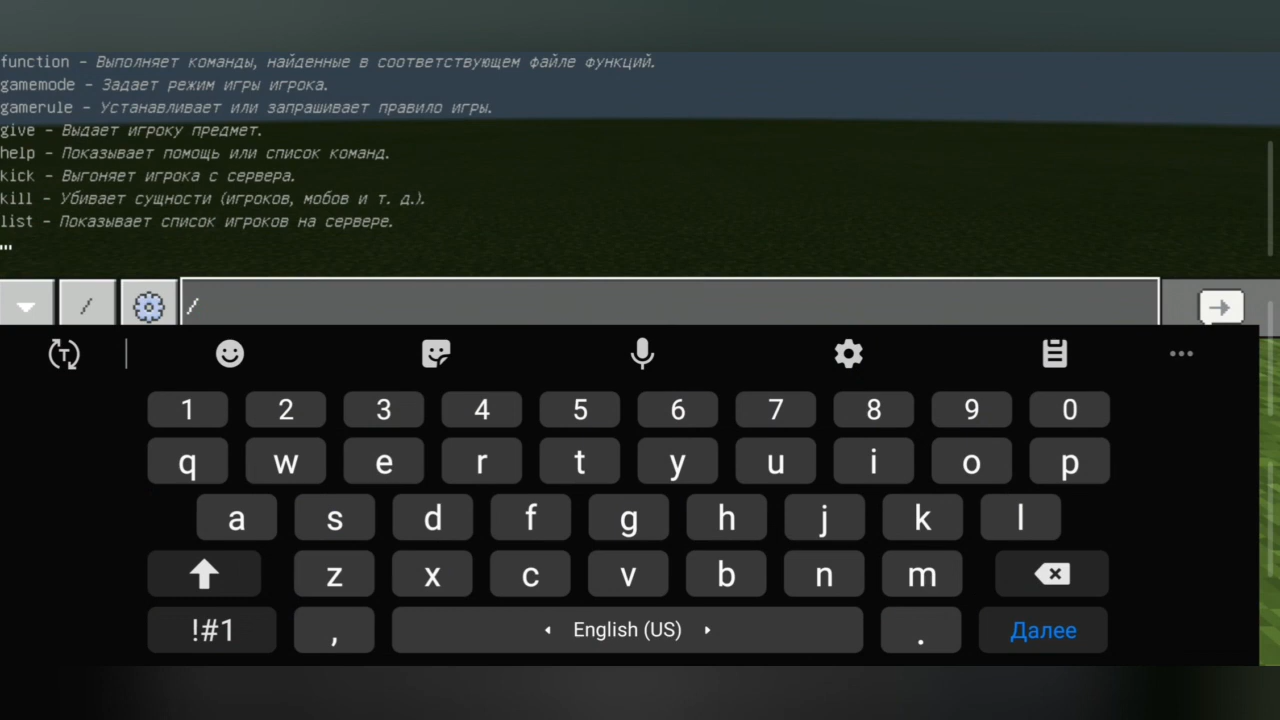 function - Выполняет команды, найденные в соответствующем файле функций.
gamemode - Задает режим игры игрока.
gamerule - Устанавливает или запрашивает правило игры.
give - Выдает игроку предмет.
help - Показывает помощь или список команд.
kick - Выгоняет игрока с сервера.
kill - Убивает сущности (игроков, мобов и т. д.).
list - Показывает список игроков на сервере.
...
/ /
T
1 2 3 4 5 6 7 8 9 0
q w e r t y u i o p
a s d f g h j k l
z x c v b n m
!#1 , English (US) . Далее